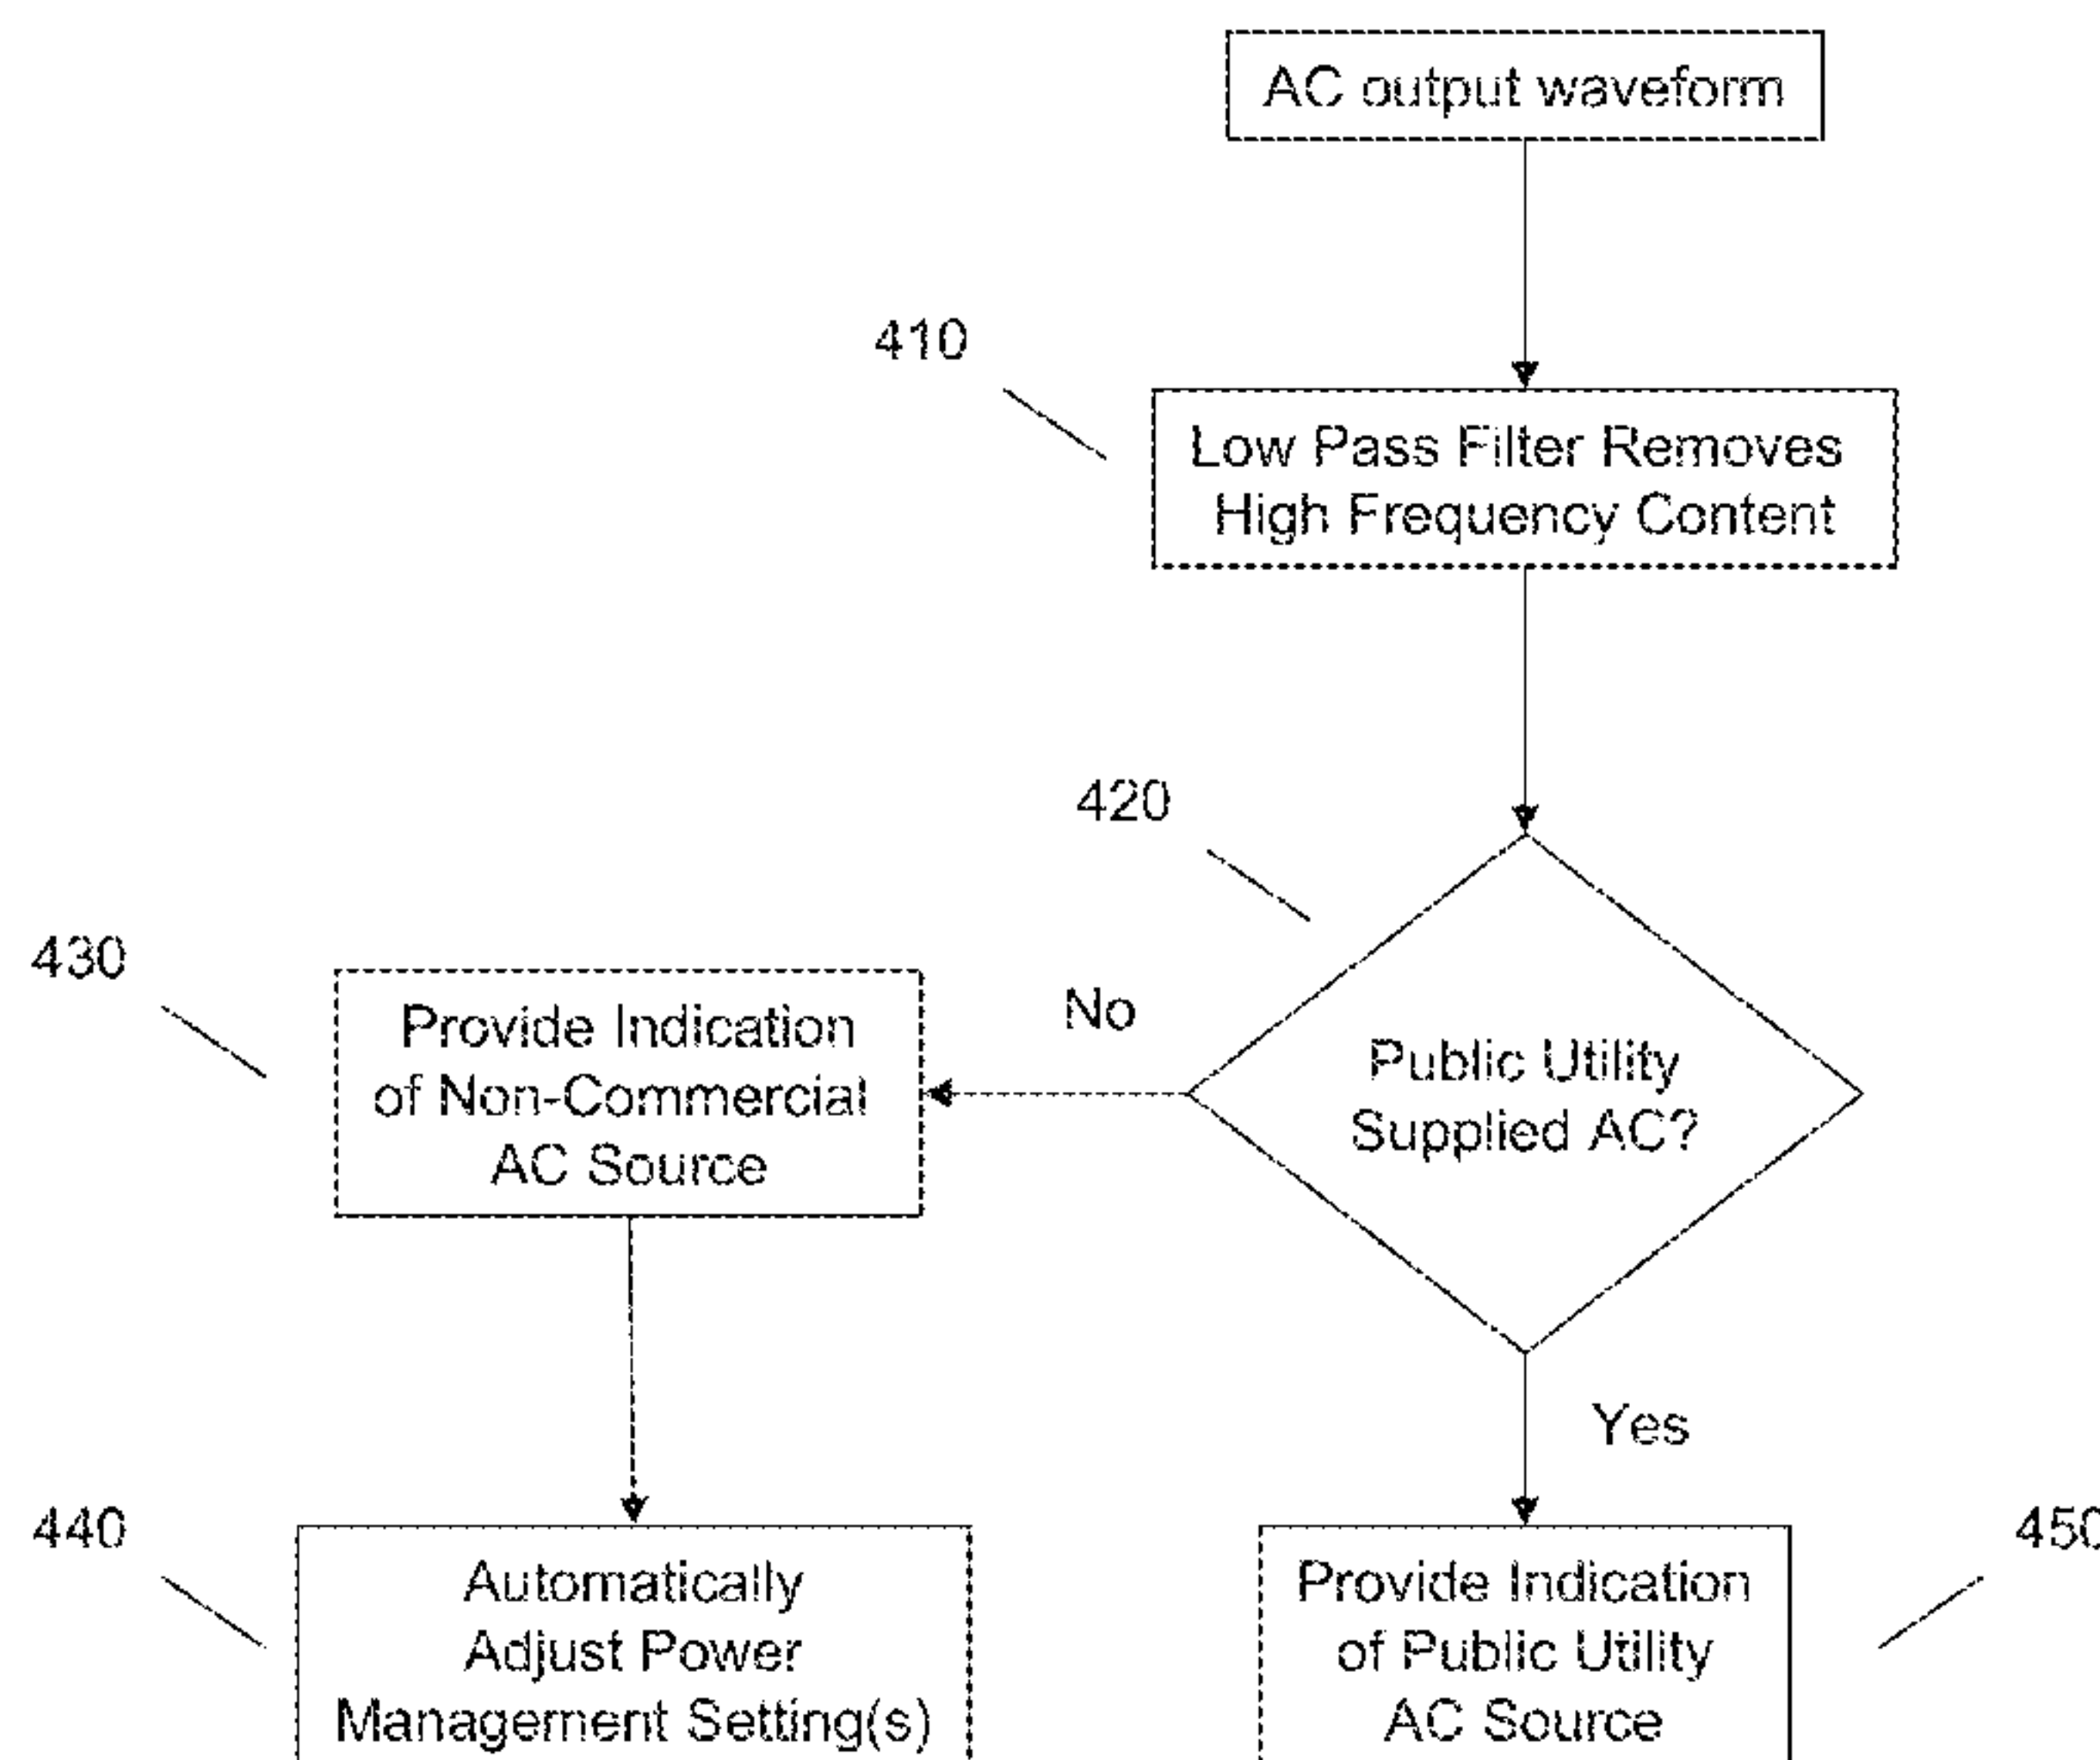 AC output waveform
410
Low Pass Filter Removes
High Frequency Content
420
430
No
Provide Indication
of Non-Commercial
AC Source
Public Utility
Supplied AC?
Yes
440
450
Automatically
Adjust Power
Management Setting(s)
Provide Indication
of Public Utility
AC Source